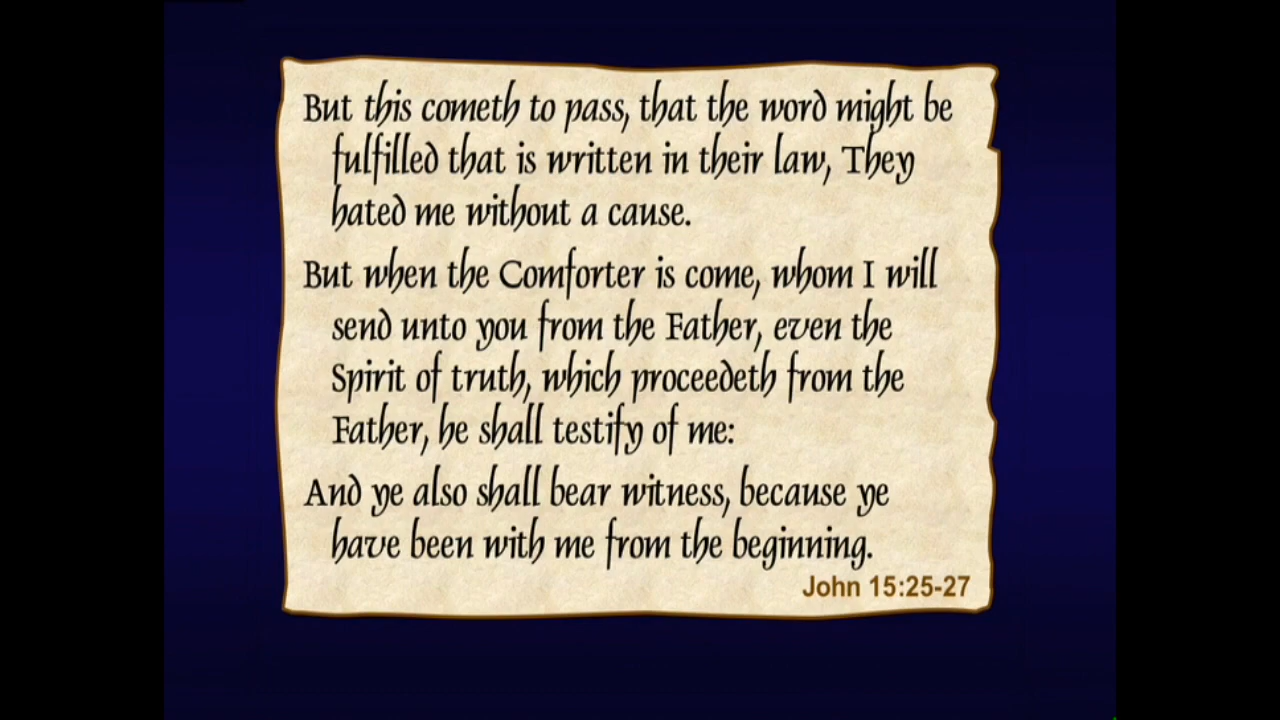 But this cometh to pass, that the word might be
fulfilled that is written in their law, They
hated me without a cause.
But when the Comforter is come, whom I will
send unto you from the Father, even the
Spirit of truth, which proceedeth from the
Father, he shall testify of me:
And ye also shall bear witness, because ye
have been with me from the beginning.
John 15:25-27